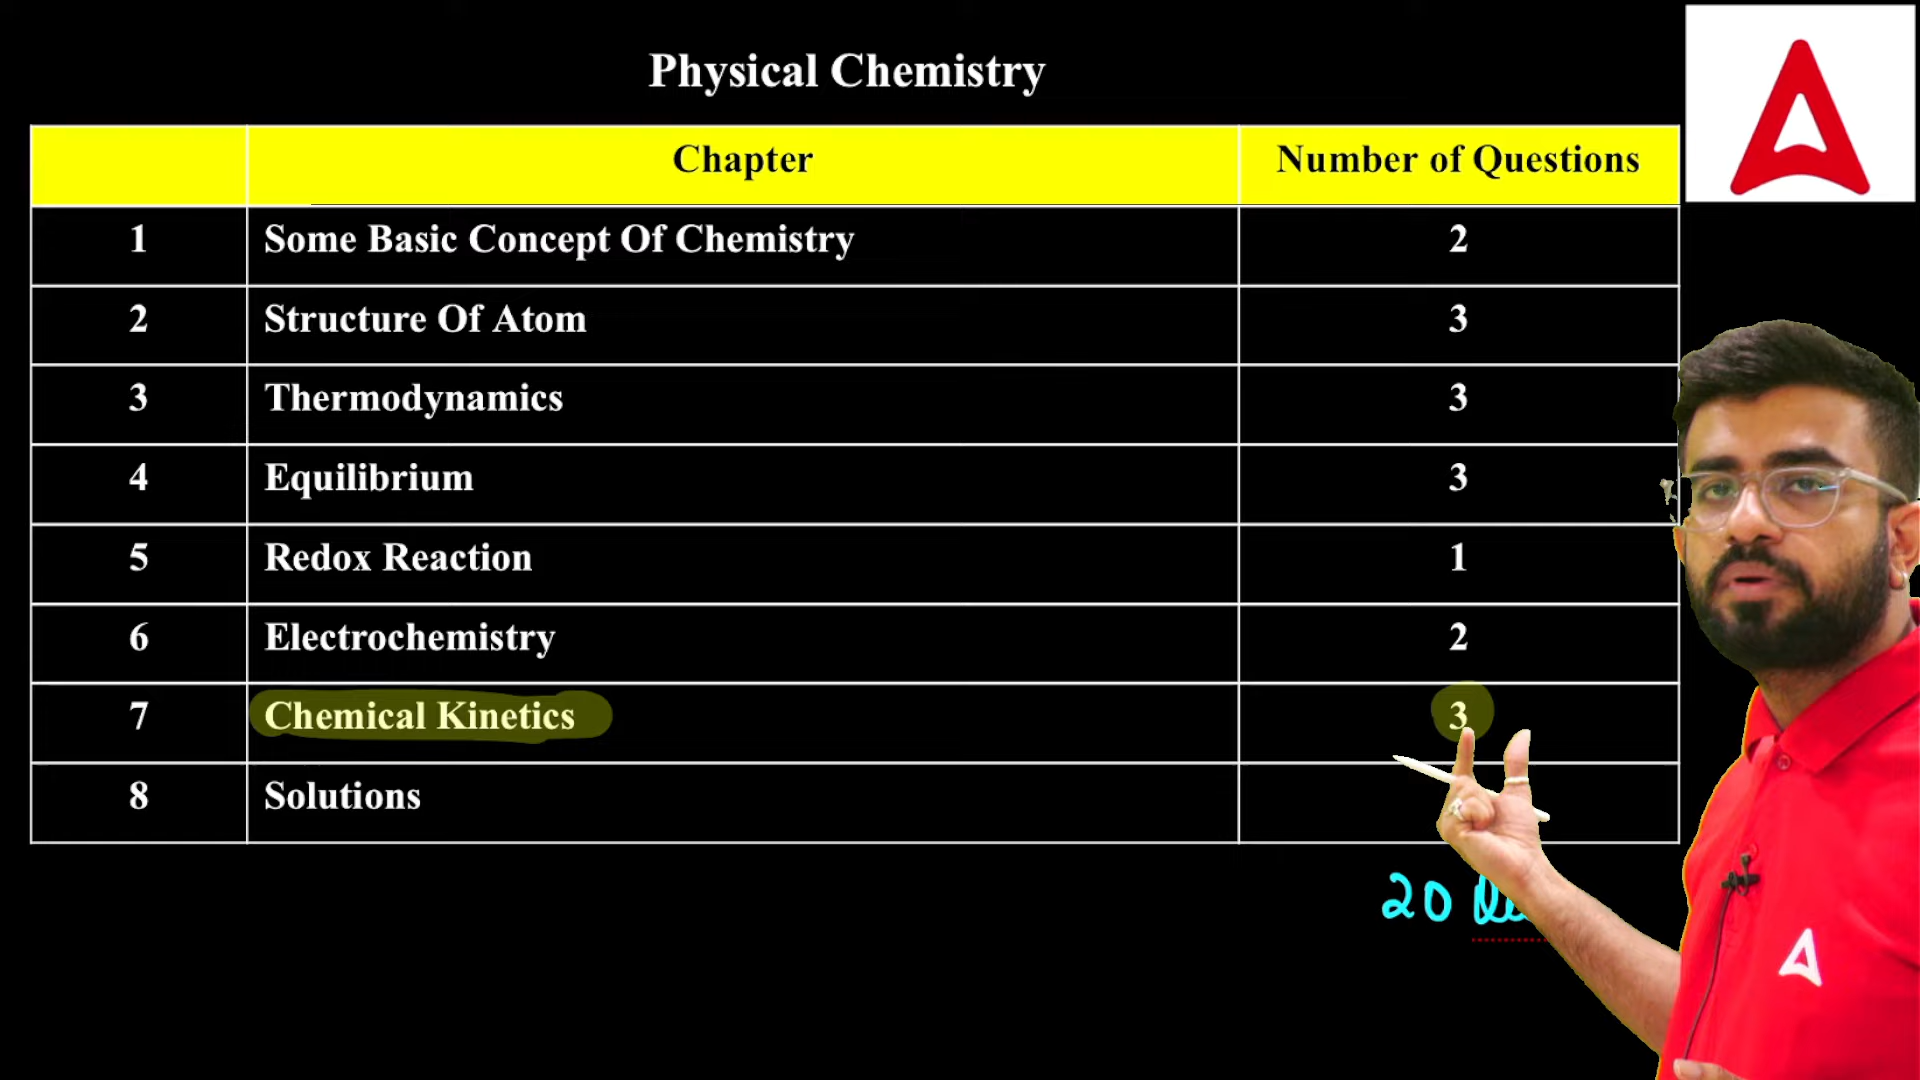 Physical Chemistry
Chapter Number of Questions
1 Some Basic Concept Of Chemistry 2
2 Structure Of Atom 3
3 Thermodynamics 3
4 Equilibrium 3
5 Redox Reaction 1
6 Electrochemistry 2
7 Chemical Kinetics 3
8 Solutions
20